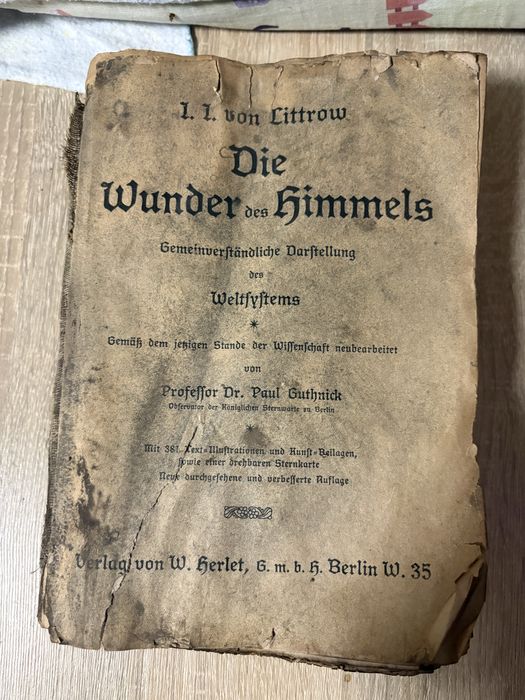 I. I. von Littrow
Die
Wunder des Himmels
Gemeinverſtändliche Darſtellung
des
Weltſyſtems
Gemäß dem jetzigen Stande der Wiſſenſchaft neubearbeitet
von
Profeſſor Dr. Paul Guthnick
Obſervator der Königlichen Sternwarte zu Berlin
Mit 381 Text-Illuſtrationen und Kunſt-Beilagen,
ſowie einer drehbaren Sternkarte
Neue durchgeſehene und verbeſſerte Auflage
Verlag von W. Herlet, G. m. b. H. Berlin W. 35